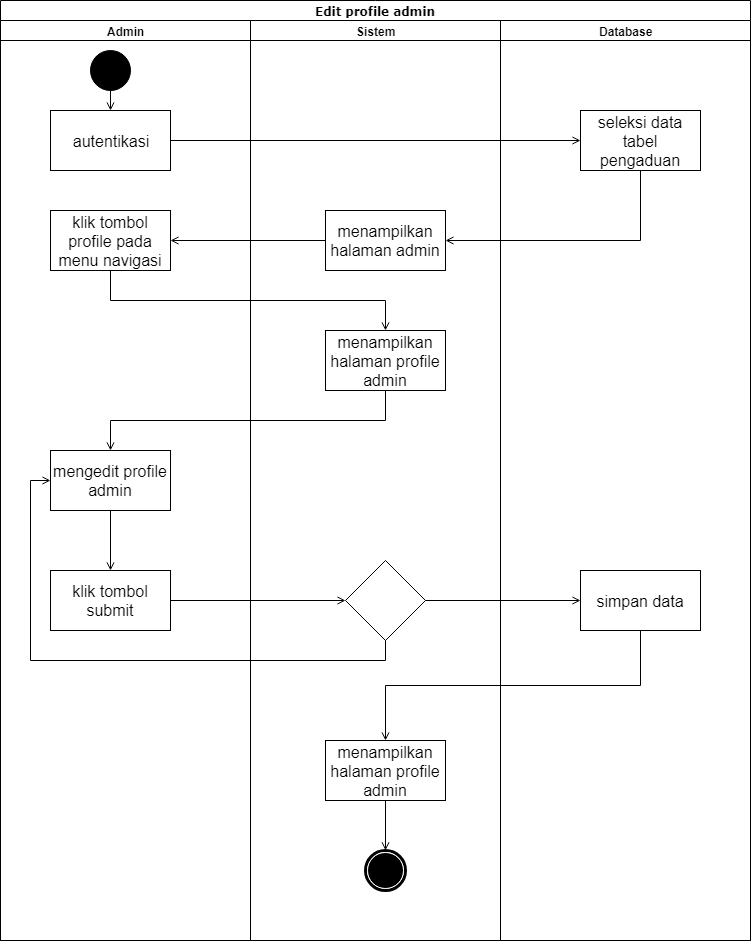 Edit profile admin
Admin
Sistem
Database
autentikasi
seleksi data
tabel
pengaduan
klik tombol
profile pada
menu navigasi
menampilkan
halaman admin
menampilkan
halaman profile
admin
mengedit profile
admin
klik tombol
submit
simpan data
menampilkan
halaman profile
admin